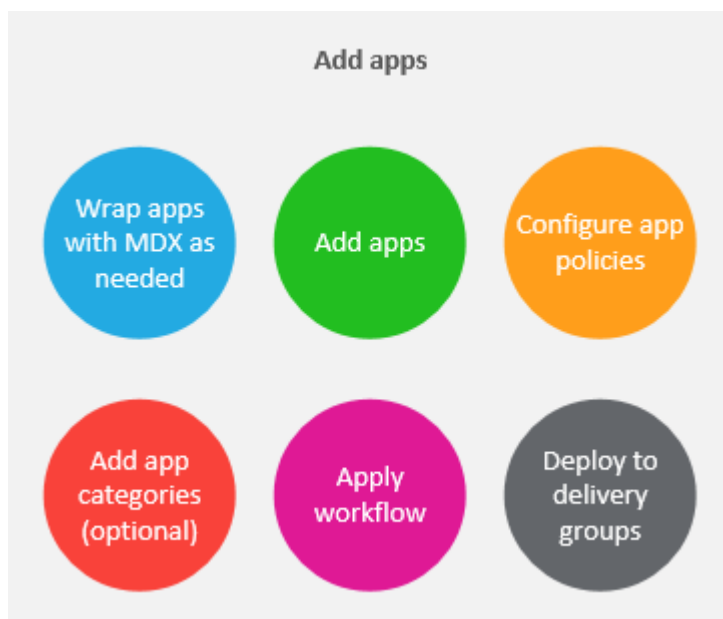 Add apps
Wrap apps
with MDX as
needed
Add apps
Configure app
policies
Add app
categories
(optional)
Apply
workflow
Deploy to
delivery
groups